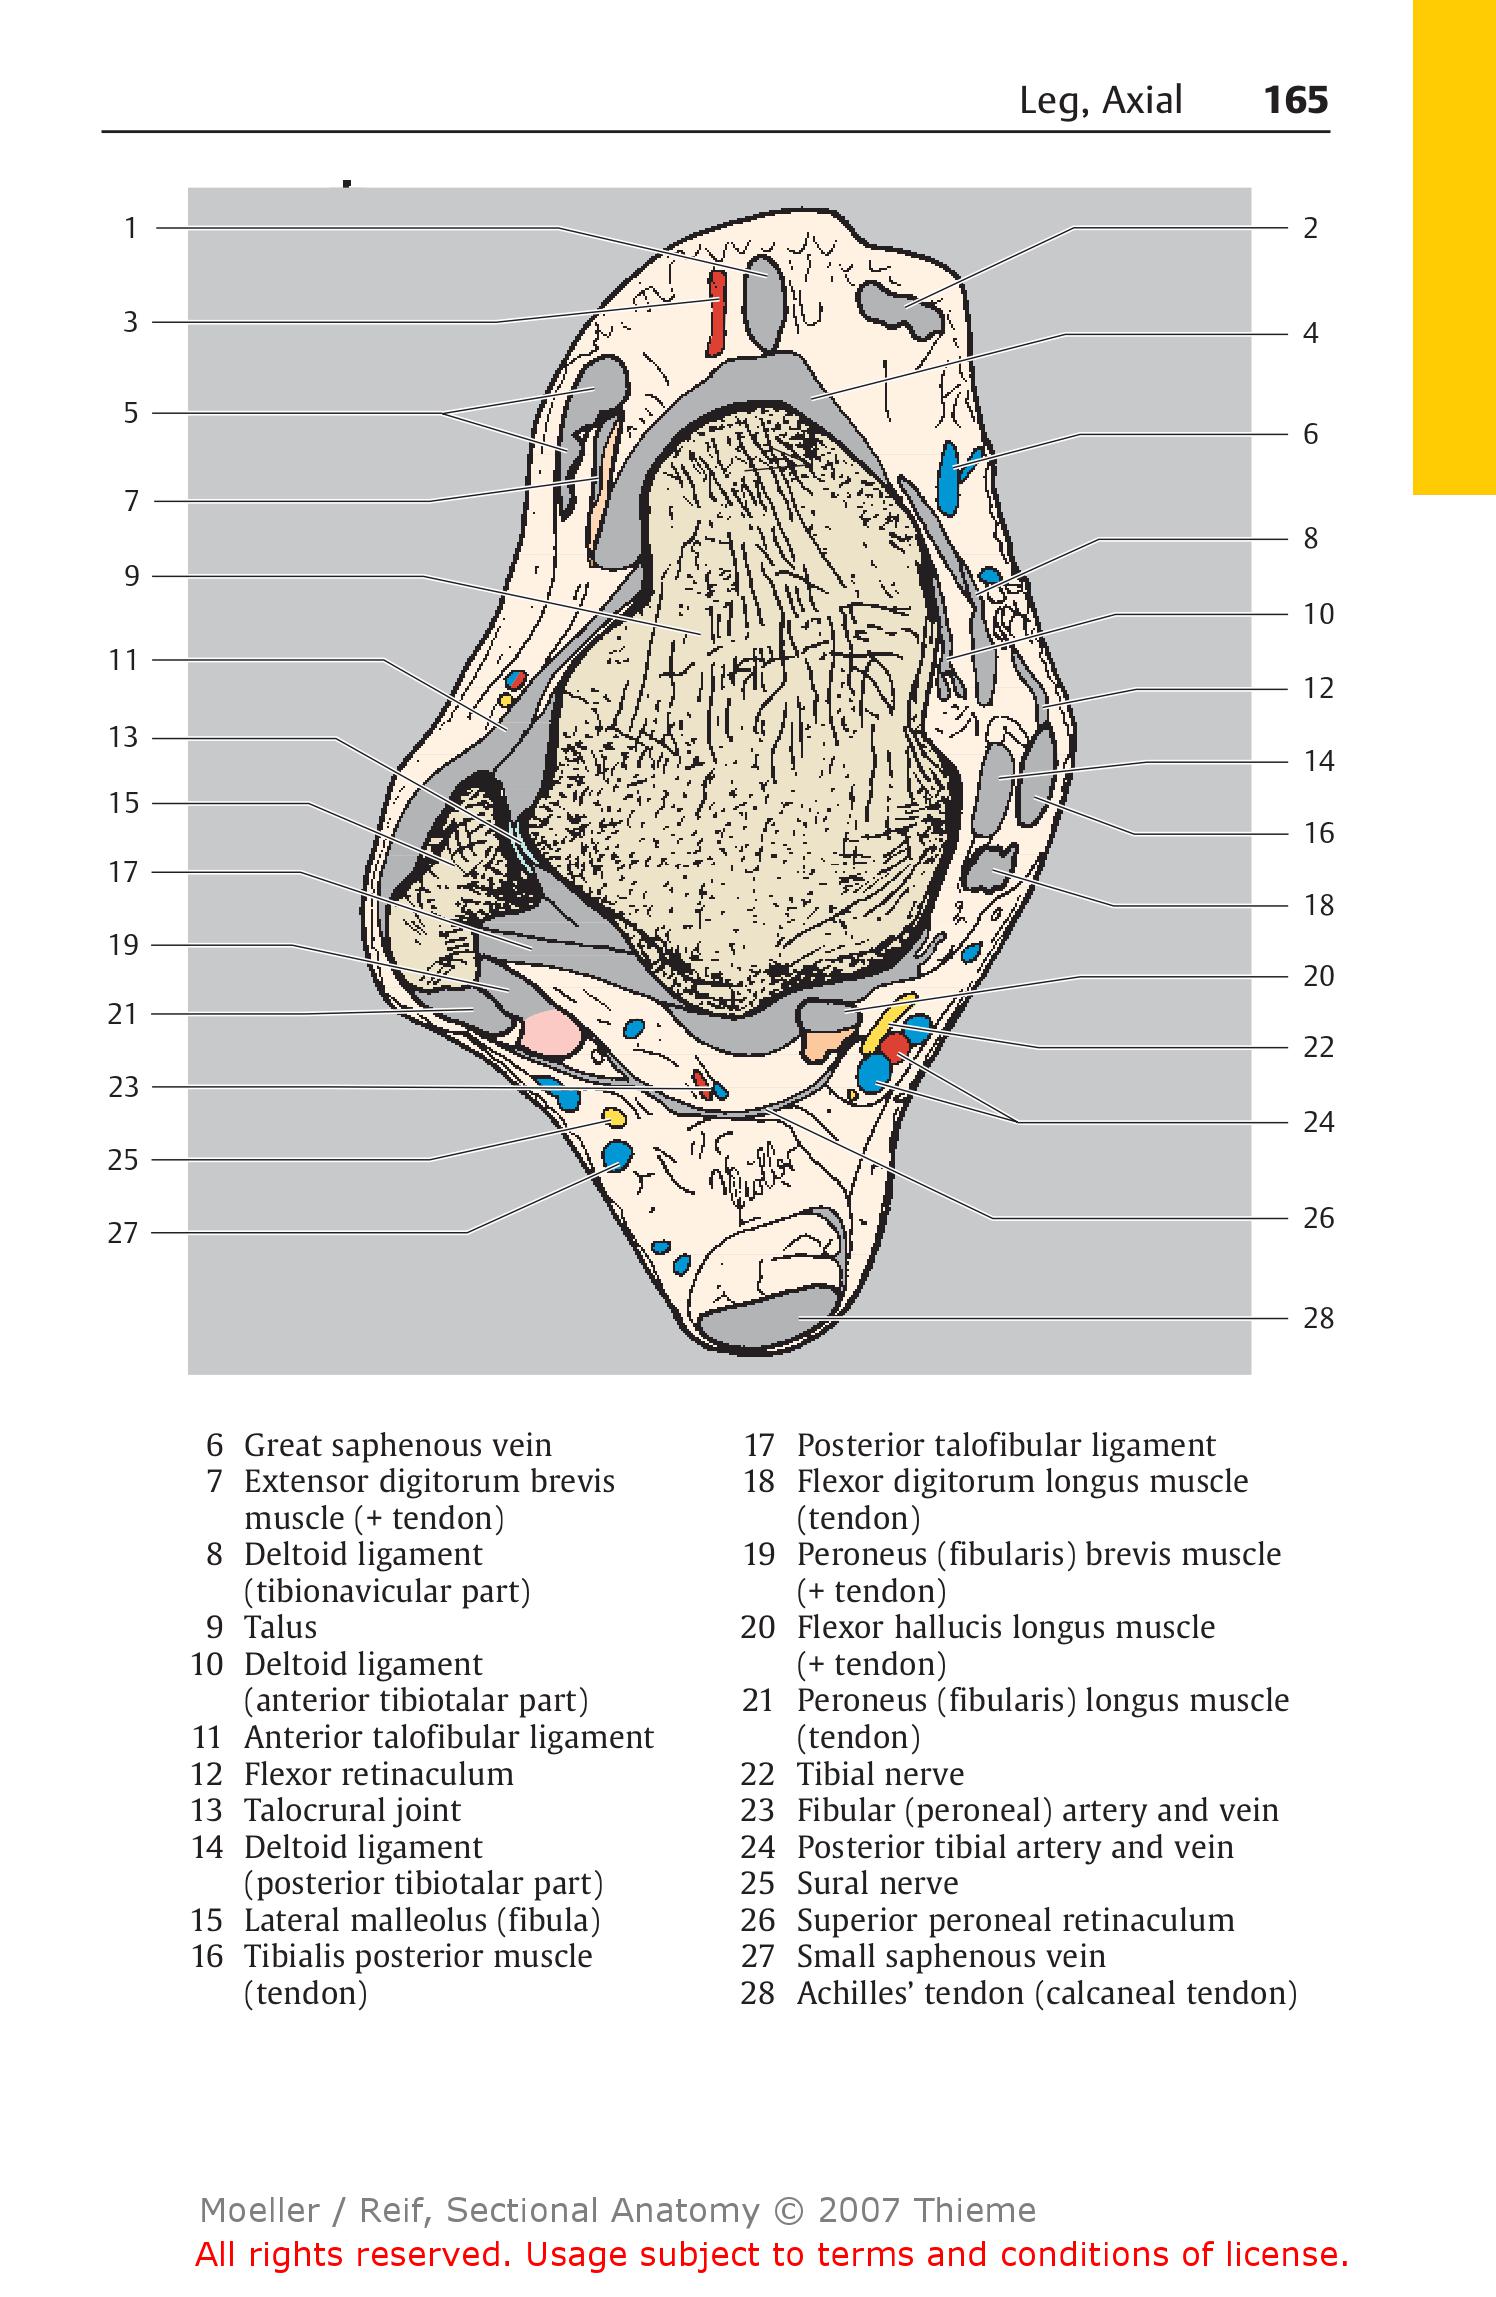 Leg, Axial 165
1
2
3
4
5
6
7
8
9
10
11
12
13
14
15
16
17
18
19
20
21
22
23
24
25
26
27
28
6 Great saphenous vein
7 Extensor digitorum brevis
muscle (+ tendon)
8 Deltoid ligament
(tibionavicular part)
9 Talus
10 Deltoid ligament
(anterior tibiotalar part)
11 Anterior talofibular ligament
12 Flexor retinaculum
13 Talocrural joint
14 Deltoid ligament
(posterior tibiotalar part)
15 Lateral malleolus (fibula)
16 Tibialis posterior muscle
(tendon)
17 Posterior talofibular ligament
18 Flexor digitorum longus muscle
(tendon)
19 Peroneus (fibularis) brevis muscle
(+ tendon)
20 Flexor hallucis longus muscle
(+ tendon)
21 Peroneus (fibularis) longus muscle
(tendon)
22 Tibial nerve
23 Fibular (peroneal) artery and vein
24 Posterior tibial artery and vein
25 Sural nerve
26 Superior peroneal retinaculum
27 Small saphenous vein
28 Achilles’ tendon (calcaneal tendon)
Moeller / Reif, Sectional Anatomy © 2007 Thieme
All rights reserved. Usage subject to terms and conditions of license.